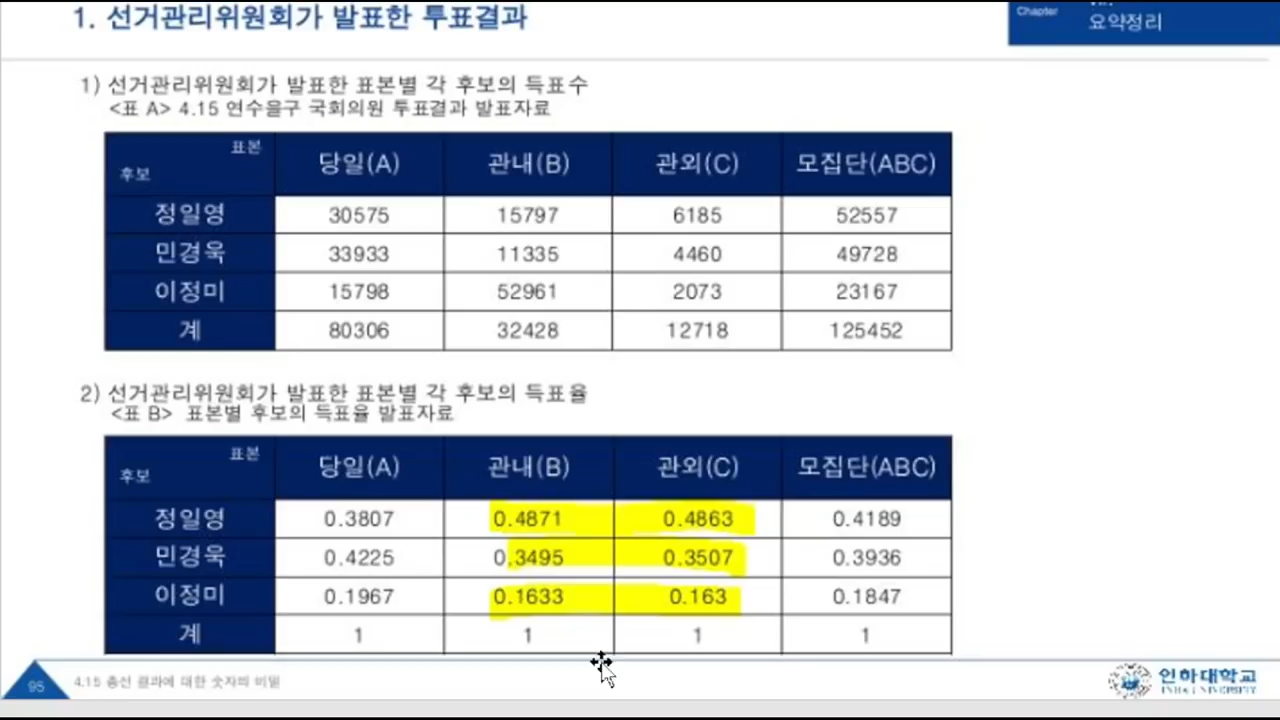 1. 선거관리위원회가 발표한 투표결과
Chapter
요약정리
1) 선거관리위원회가 발표한 표본별 각 후보의 득표수
<표 A> 4.15 연수을구 국회의원 투표결과 발표자료
표본
후보 당일(A) 관내(B) 관외(C) 모집단(ABC)
정일영 30575 15797 6185 52557
민경욱 33933 11335 4460 49728
이정미 15798 52961 2073 23167
계 80306 32428 12718 125452
2) 선거관리위원회가 발표한 표본별 각 후보의 득표율
<표 B> 표본별 후보의 득표율 발표자료
표본
후보 당일(A) 관내(B) 관외(C) 모집단(ABC)
정일영 0.3807 0.4871 0.4863 0.4189
민경욱 0.4225 0.3495 0.3507 0.3936
이정미 0.1967 0.1633 0.163 0.1847
계 1 1 1 1
95 4.15 총선 결과에 대한 숫자의 비밀
인하대학교
INHA UNIVERSITY